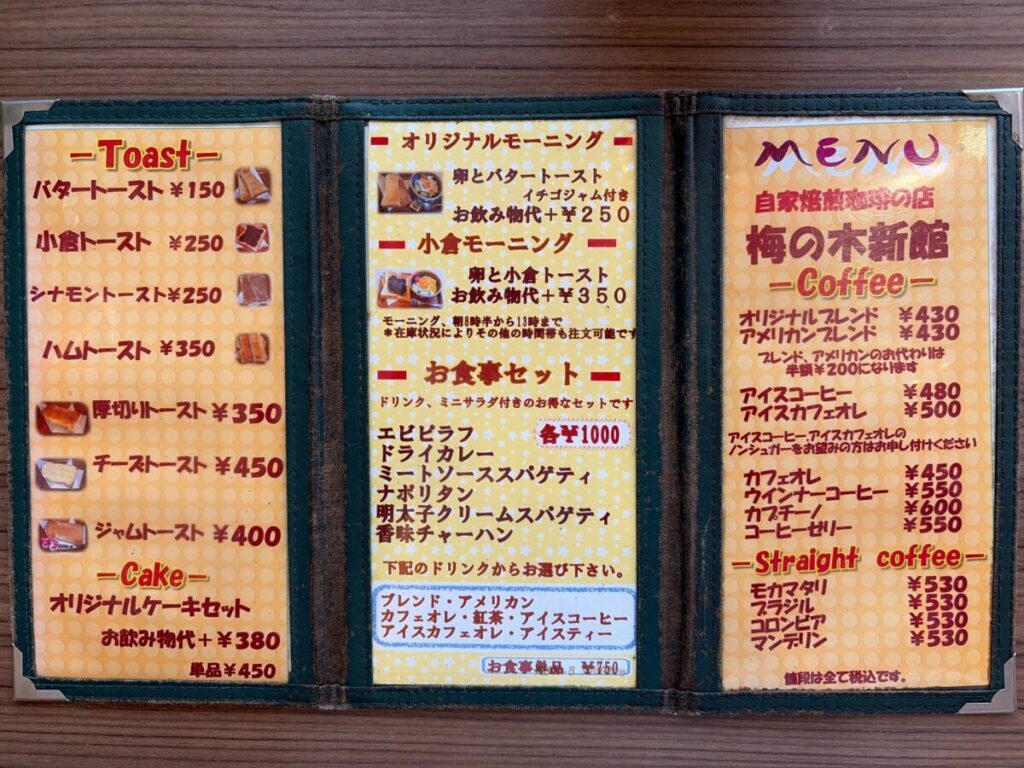 －Toast－
バタートースト ￥150
小倉トースト ￥250
シナモントースト￥250
ハムトースト ￥350
厚切りトースト￥350
チーズトースト ￥450
ジャムトースト ￥400
－Cake－
オリジナルケーキセット
お飲み物代＋￥380
単品￥450
オリジナルモーニング
卵とバタートースト
イチゴジャム付き
お飲み物代＋￥250
小倉モーニング
卵と小倉トースト
お飲み物代＋￥350
モーニング、朝8時半から13時まで
＊在庫状況によりその他の時間帯も注文可能です
お食事セット
ドリンク、ミニサラダ付きのお得なセットです
各￥1000
エビピラフ
ドライカレー
ミートソーススパゲティ
ナポリタン
明太子クリームスパゲティ
香味チャーハン
下記のドリンクからお選び下さい。
ブレンド・アメリカン
カフェオレ・紅茶・アイスコーヒー
アイスカフェオレ・アイスティー
お食事単品 ￥750
MENU
自家焙煎珈琲の店
梅の木新館
－Coffee－
オリジナルブレンド ￥430
アメリカンブレンド ￥430
ブレンド、アメリカンのお代わりは
半額￥200になります
アイスコーヒー ￥480
アイスカフェオレ ￥500
アイスコーヒー、アイスカフェオレの
ノンシュガーをお望みの方はお申し付けください
カフェオレ ￥450
ウインナーコーヒー ￥550
カプチーノ ￥600
コーヒーゼリー ￥550
－Straight coffee－
モカマタリ ￥530
ブラジル ￥530
コロンビア ￥530
マンデリン ￥530
値段は全て税込です。